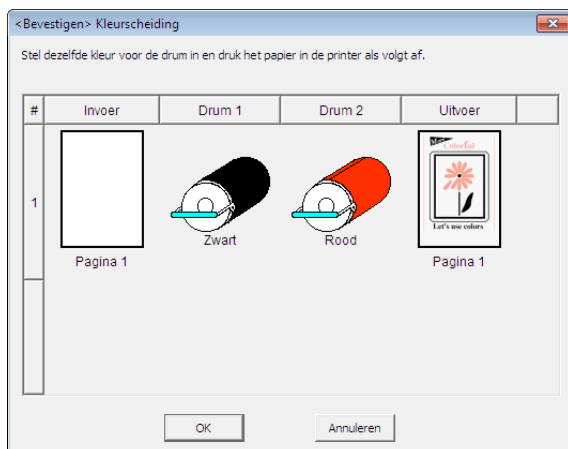 <Bevestigen> Kleurscheiding
Stel dezelfde kleur voor de drum in en druk het papier in de printer als volgt af.
# Invoer Drum 1 Drum 2 Uitvoer
Colorful
1
Let's use colors
Zwart Rood
Pagina 1 Pagina 1
OK Annuleren